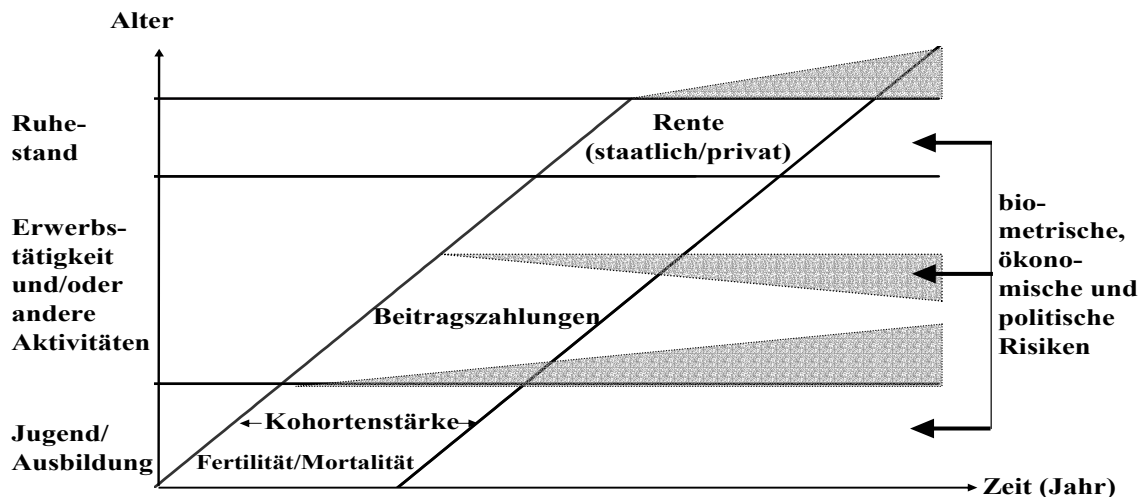 Alter
Ruhe-
stand
Rente
(staatlich/privat)
Erwerbs-
tätigkeit
und/oder
andere
Aktivitäten
Beitragszahlungen
bio-
metrische,
ökono-
mische und
politische
Risiken
Jugend/
Ausbildung
Kohortenstärke
Fertilität/Mortalität
Zeit (Jahr)